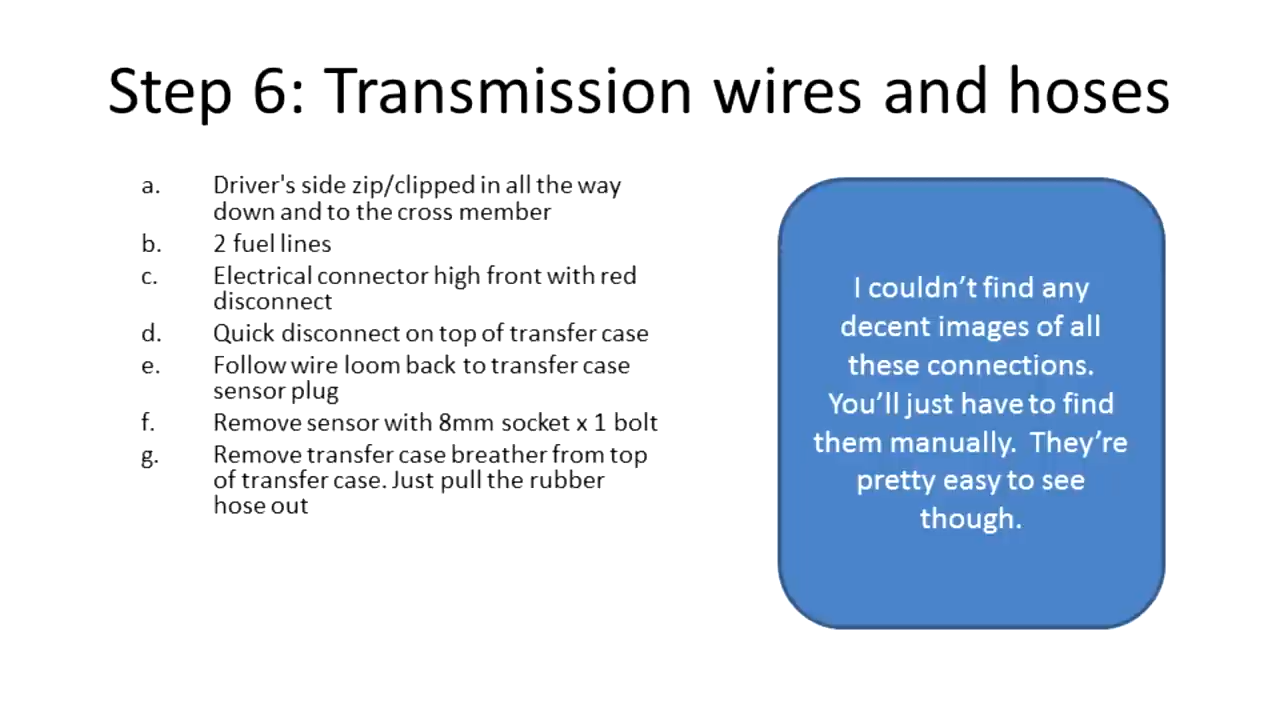 Step 6: Transmission wires and hoses
a. Driver's side zip/clipped in all the way
down and to the cross member
b. 2 fuel lines
c. Electrical connector high front with red
disconnect
d. Quick disconnect on top of transfer case
e. Follow wire loom back to transfer case
sensor plug
f. Remove sensor with 8mm socket x 1 bolt
g. Remove transfer case breather from top
of transfer case. Just pull the rubber
hose out
I couldn’t find any
decent images of all
these connections.
You’ll just have to find
them manually.  They’re
pretty easy to see
though.